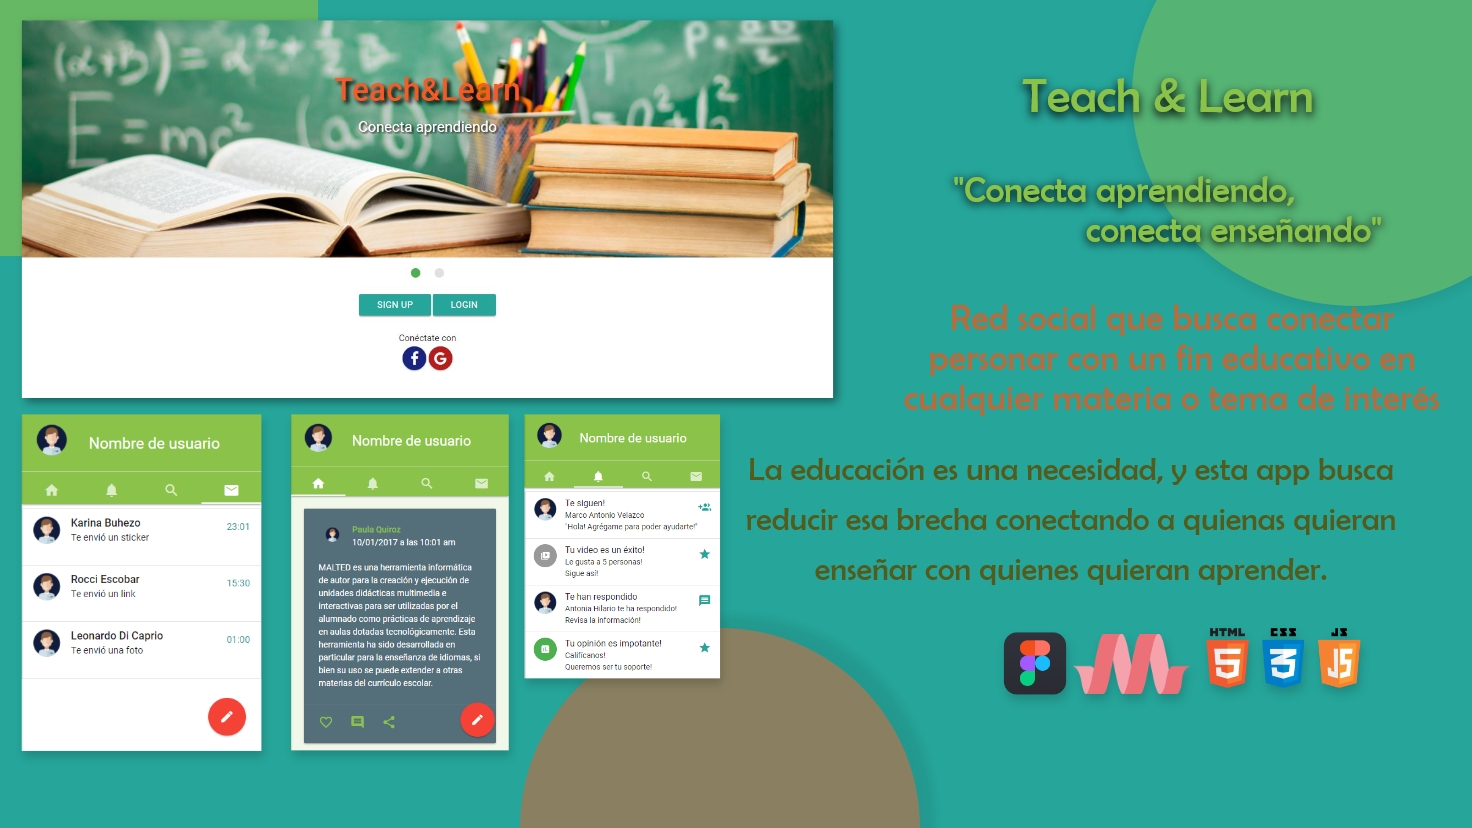 (α+β)
E=mc²
Teach&Learn
Conecta aprendiendo
SIGN UP
LOGIN
Conéctate con
f G
Teach & Learn
"Conecta aprendiendo,
conecta enseñando"
Red social que busca conectar
personar con un fin educativo en
cualquier materia o tema de interés
La educación es una necesidad, y esta app busca
reducir esa brecha conectando a quienas quieran
enseñar con quienes quieran aprender.
HTML CSS JS
5 3 JS
Nombre de usuario
Karina Buhezo
23:01
Te envió un sticker
Rocci Escobar
15:30
Te envió un link
Leonardo Di Caprio
01:00
Te envió una foto
Nombre de usuario
Paula Quiroz
10/01/2017 a las 10:01 am
MALTED es una herramienta informática
de autor para la creación y ejecución de
unidades didácticas multimedia e
interactivas para ser utilizadas por el
alumnado como prácticas de aprendizaje
en aulas dotadas tecnológicamente. Esta
herramienta ha sido desarrollada en
particular para la enseñanza de idiomas, si
bien su uso se puede extender a otras
materias del currículo escolar.
Nombre de usuario
Te siguen!
Marco Antonio Velazco
"Hola! Agrégame para poder ayudarte!"
Tu video es un éxito!
Le gusta a 5 personas!
Sigue así!
Te han respondido
Antonia Hilario te ha respondido!
Revisa la información!
Tu opinión es impotante!
Califícanos!
Queremos ser tu soporte!